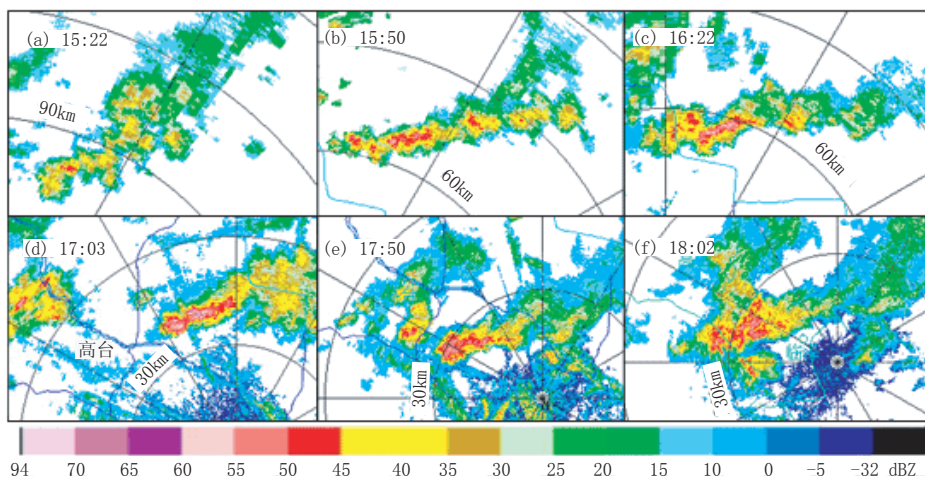 (a) 15:22
(b) 15:50
(c) 16:22
90km
60km
60km
(d) 17:03
(e) 17:50
(f) 18:02
高台
30km
30km
30km
94 70 65 60 55 50 45 40 35 30 25 20 15 10 0 -5 -32 dBZ